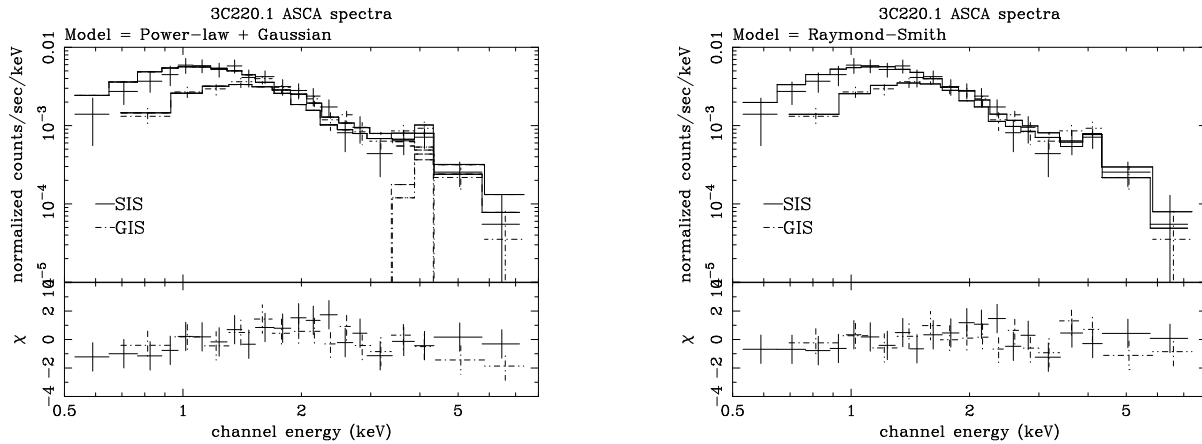 3C220.1 ASCA spectra
Model = Power-law + Gaussian
normalized counts/sec/keV
0.01
10⁻³
10⁻⁴
10⁻⁵
SIS
GIS
χ
2
0
−2
−4
0.5 1 2 5
channel energy (keV)
3C220.1 ASCA spectra
Model = Raymond-Smith
normalized counts/sec/keV
0.01
10⁻³
10⁻⁴
10⁻⁵
SIS
GIS
χ
2
0
−2
−4
0.5 1 2 5
channel energy (keV)